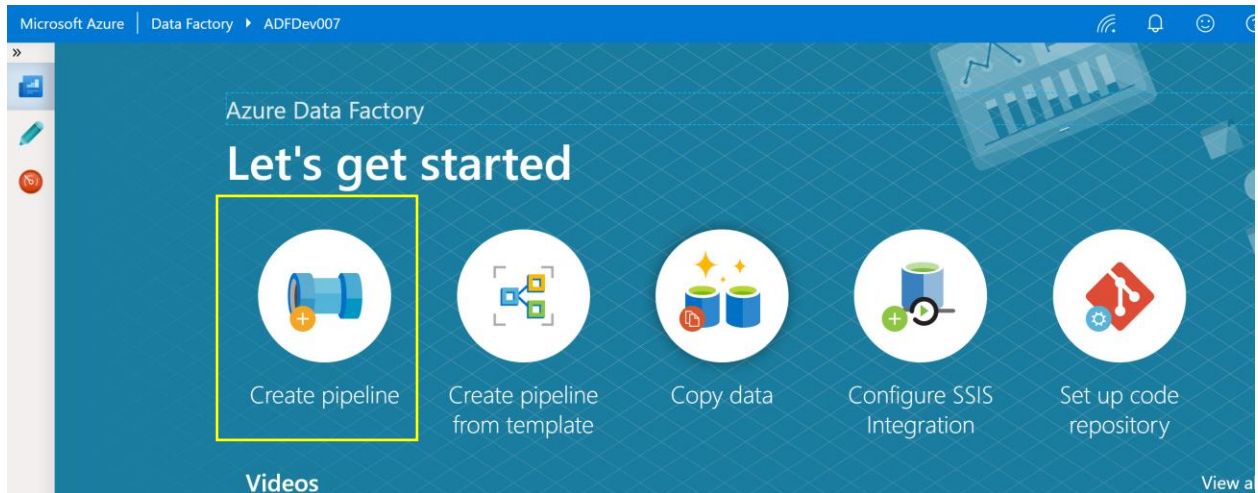 Microsoft Azure | Data Factory ▸ ADFDev007
»
Azure Data Factory
Let's get started
Create pipeline
Create pipeline
from template
Copy data
Configure SSIS
Integration
Set up code
repository
Videos
View a